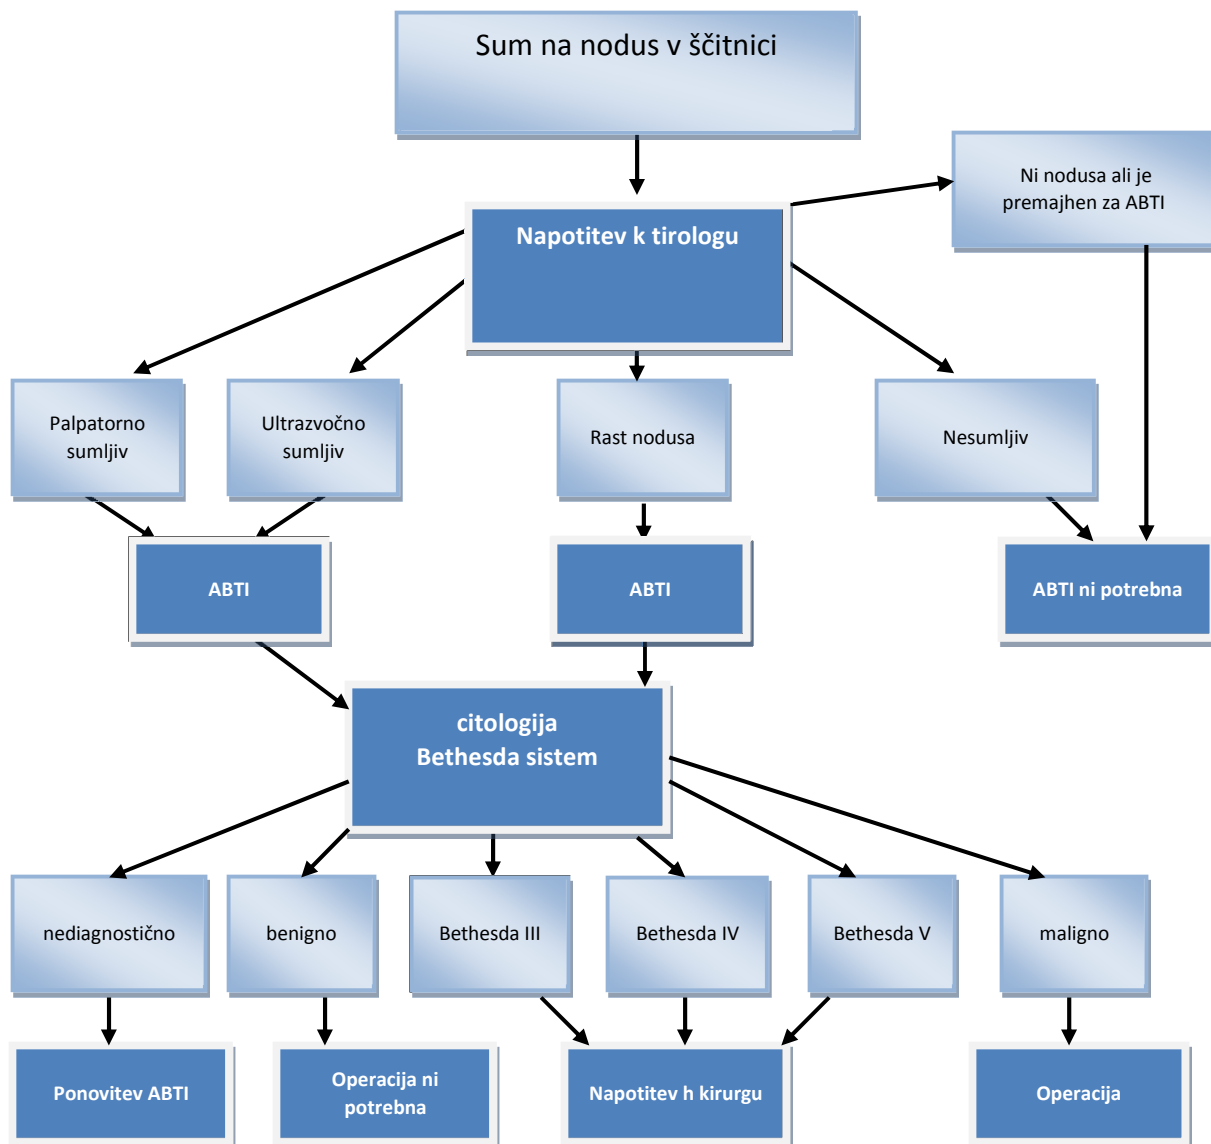 Sum na nodus v ščitnici
Ni nodusa ali je
premajhen za ABTI
Napotitev k tirologu
Palpatorno
sumljiv
Ultrazvočno
sumljiv
Rast nodusa
Nesumljiv
ABTI
ABTI
ABTI ni potrebna
citologija
Bethesda sistem
nediagnostično
benigno
Bethesda III
Bethesda IV
Bethesda V
maligno
Ponovitev ABTI
Operacija ni
potrebna
Napotitev h kirurgu
Operacija